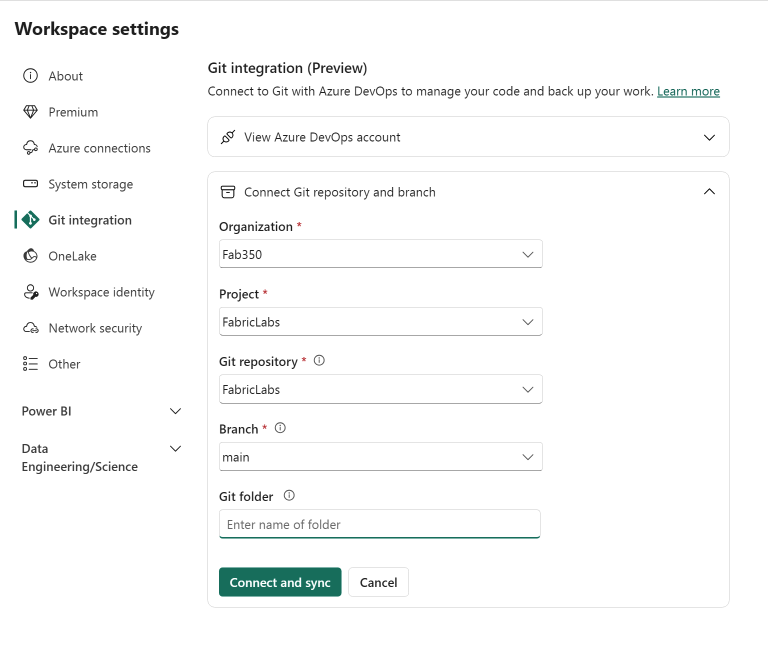 Workspace settings
About
Premium
Azure connections
System storage
Git integration
OneLake
Workspace identity
Network security
Other
Power BI
Data
Engineering/Science
Git integration (Preview)
Connect to Git with Azure DevOps to manage your code and back up your work. Learn more
View Azure DevOps account
Connect Git repository and branch
Organization *
Fab350
Project *
FabricLabs
Git repository *
FabricLabs
Branch *
main
Git folder
Enter name of folder
Connect and sync Cancel